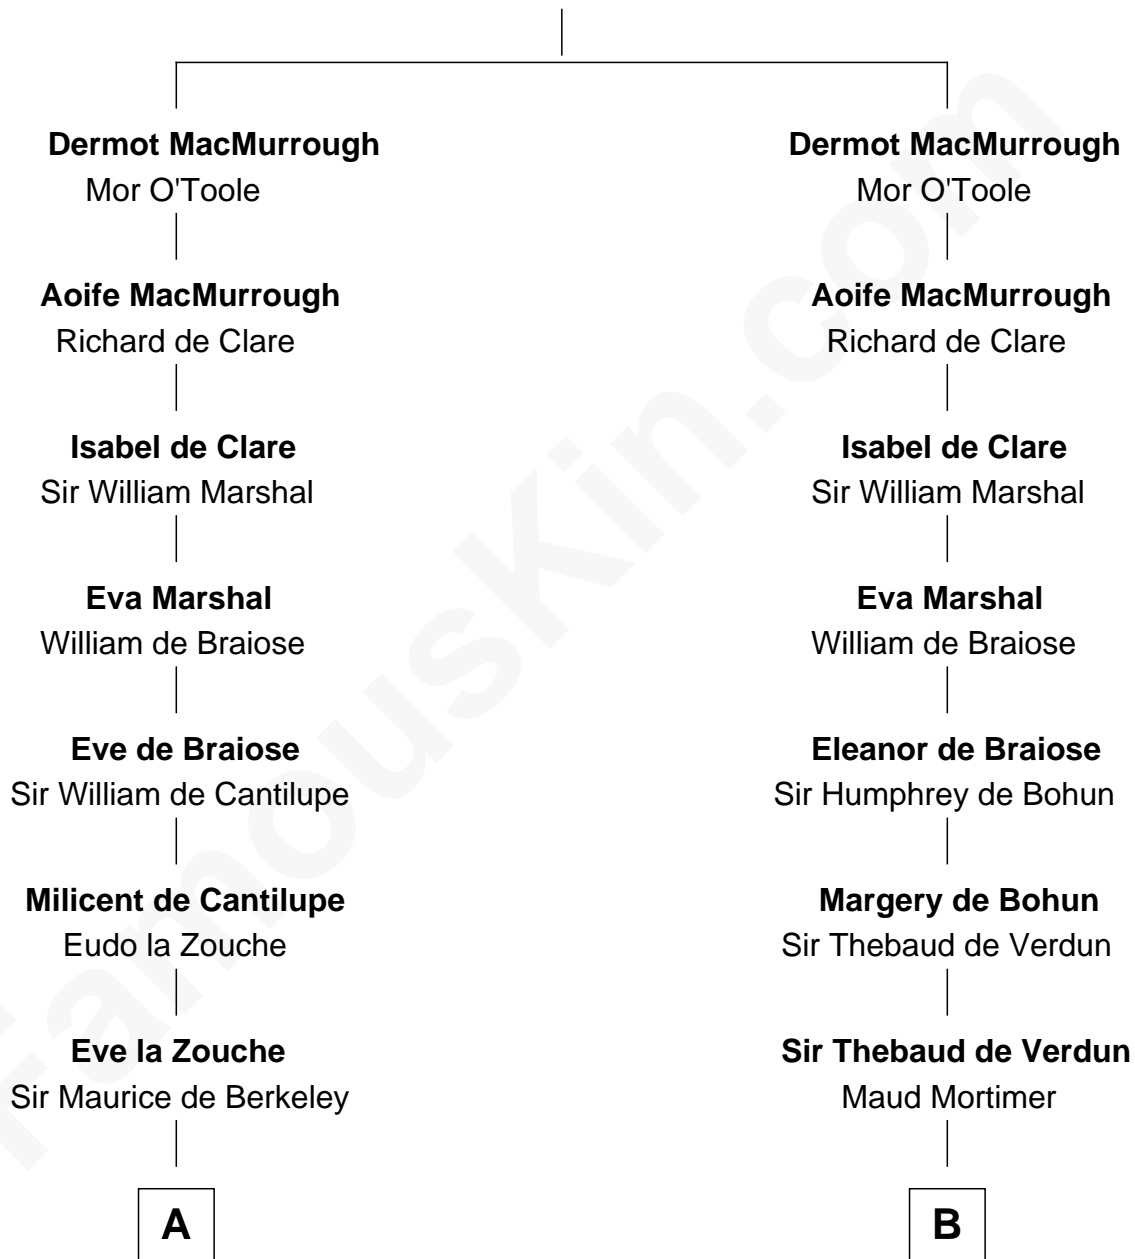 Dermot MacMurrough
Mor O'Toole
Aoife MacMurrough
Richard de Clare
Isabel de Clare
Sir William Marshal
Eva Marshal
William de Braiose
Eve de Braiose
Sir William de Cantilupe
Milicent de Cantilupe
Eudo la Zouche
Eve la Zouche
Sir Maurice de Berkeley
A
Dermot MacMurrough
Mor O'Toole
Aoife MacMurrough
Richard de Clare
Isabel de Clare
Sir William Marshal
Eva Marshal
William de Braiose
Eleanor de Braiose
Sir Humphrey de Bohun
Margery de Bohun
Sir Thebaud de Verdun
Sir Thebaud de Verdun
Maud Mortimer
B
FamousKin.com